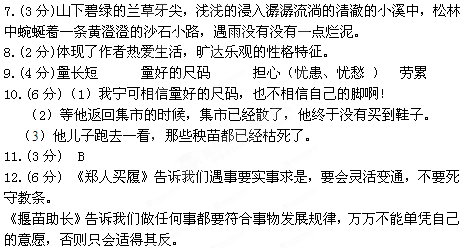 7.(3分)山下碧绿的兰草牙尖，浅浅的浸入潺潺流淌的清澈的小溪中，松林
中蜿蜒着一条黄澄澄的沙石小路，遇雨没有没有一点烂泥。
8.(2分)体现了作者热爱生活，旷达乐观的性格特征。
9.(4分)量长短 量好的尺码 担心（忧患、忧愁 ） 劳累
10.(6分)（1）我宁可相信量好的尺码，也不相信自己的脚啊！
（2）等他返回集市的时候，集市已经散了，他终于没有买到鞋子。
（3）他儿子跑去一看，那些秧苗都已经枯死了。
11.(3分) B
12.(6分)《郑人买履》告诉我们遇事要实事求是，要会灵活变通，不要死
守教条。
《揠苗助长》告诉我们做任何事都要符合事物发展规律，万万不能单凭自己
的意愿，否则只会适得其反。